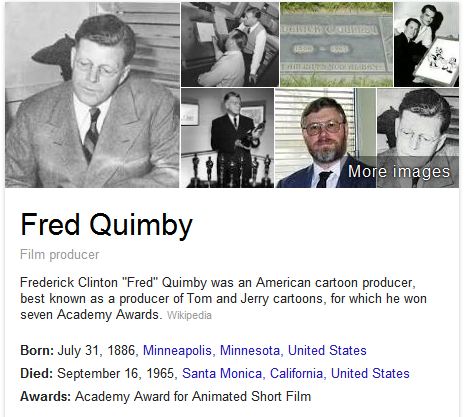 More images
Fred Quimby
Film producer
Frederick Clinton "Fred" Quimby was an American cartoon producer,
best known as a producer of Tom and Jerry cartoons, for which he won
seven Academy Awards. Wikipedia
Born: July 31, 1886, Minneapolis, Minnesota, United States
Died: September 16, 1965, Santa Monica, California, United States
Awards: Academy Award for Animated Short Film